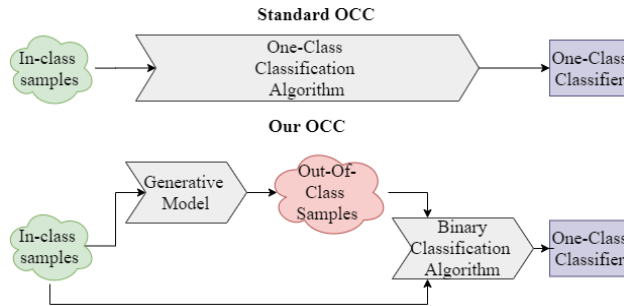 Standard OCC
In-class
samples
One-Class
Classification
Algorithm
One-Class
Classifier
Our OCC
In-class
samples
Generative
Model
Out-Of-
Class
Samples
Binary
Classification
Algorithm
One-Class
Classifier